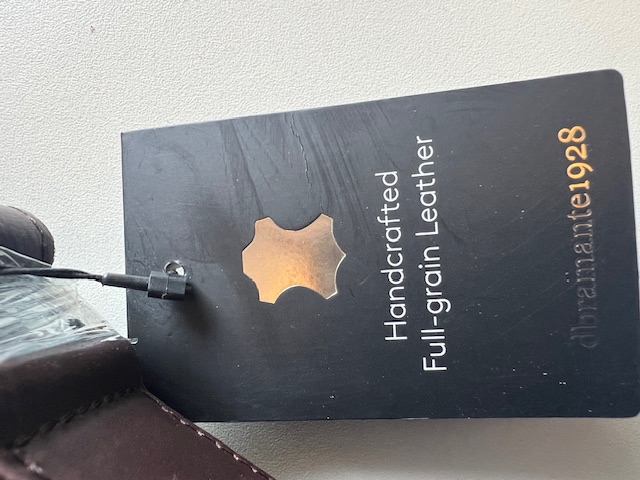 Handcrafted
Full-grain Leather
dbramante1928